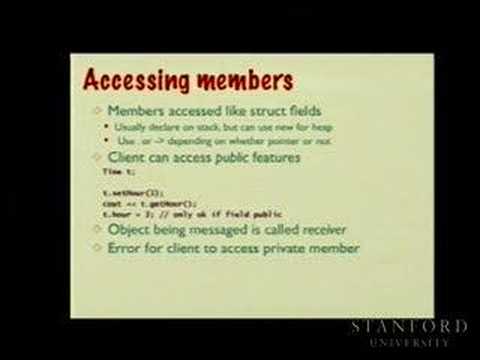 Accessing members
Members accessed like struct fields
Usually declare on stack, but can use new for heap
Use . or -> depending on whether pointer or not
Client can access public features
Time t;
t.setHour(3);
cout << t.getHour();
t.hour = 3; // only ok if field public
Object being messaged is called receiver
Error for client to access private member
STANFORD
UNIVERSITY